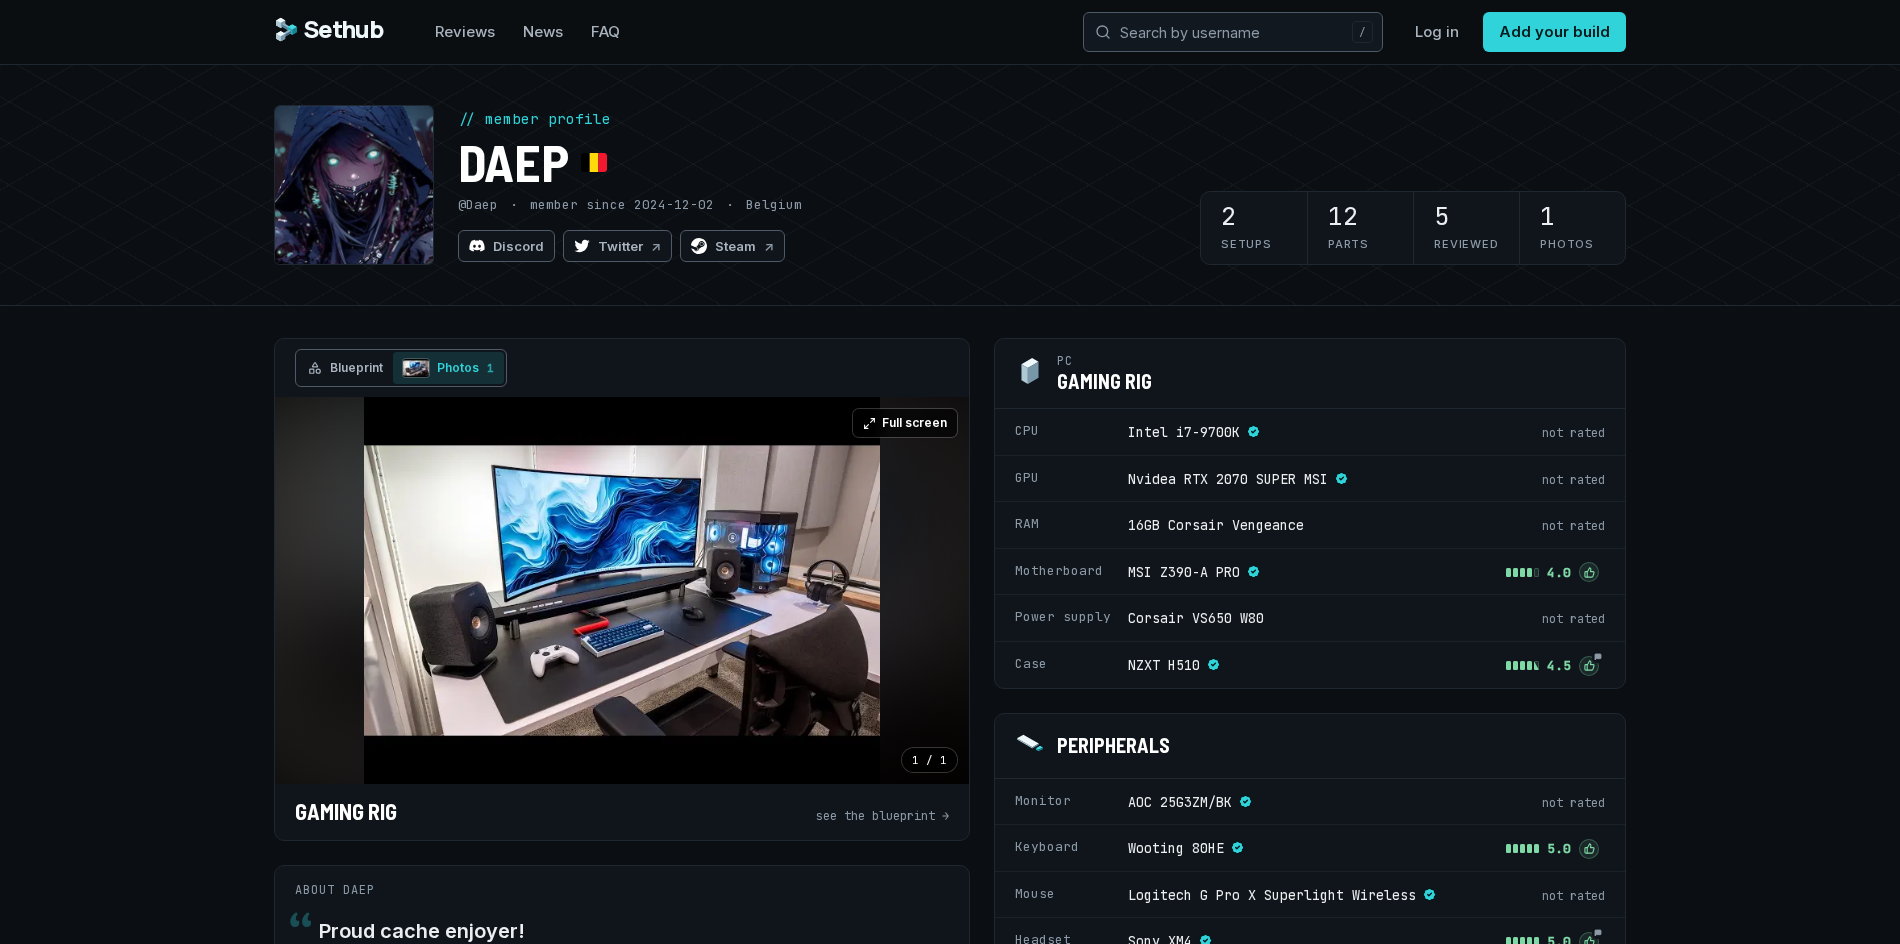 Sethub
Reviews
News
FAQ
Search by username
/
Log in
Add your build
// member profile
DAEP
@Daep · member since 2024-12-02 · Belgium
Discord
Twitter ↗
Steam ↗
2
SETUPS
12
PARTS
5
REVIEWED
1
PHOTOS
Blueprint
Photos 1
Full screen
1 / 1
GAMING RIG
see the blueprint →
ABOUT DAEP
“ Proud cache enjoyer!
PC
GAMING RIG
CPU Intel i7-9700K not rated
GPU Nvidea RTX 2070 SUPER MSI not rated
RAM 16GB Corsair Vengeance not rated
Motherboard MSI Z390-A PRO 4.0
Power supply Corsair VS650 W80 not rated
Case NZXT H510 4.5
PERIPHERALS
Monitor AOC 25G3ZM/BK not rated
Keyboard Wooting 80HE 5.0
Mouse Logitech G Pro X Superlight Wireless not rated
Headset Sony XM4 5.0